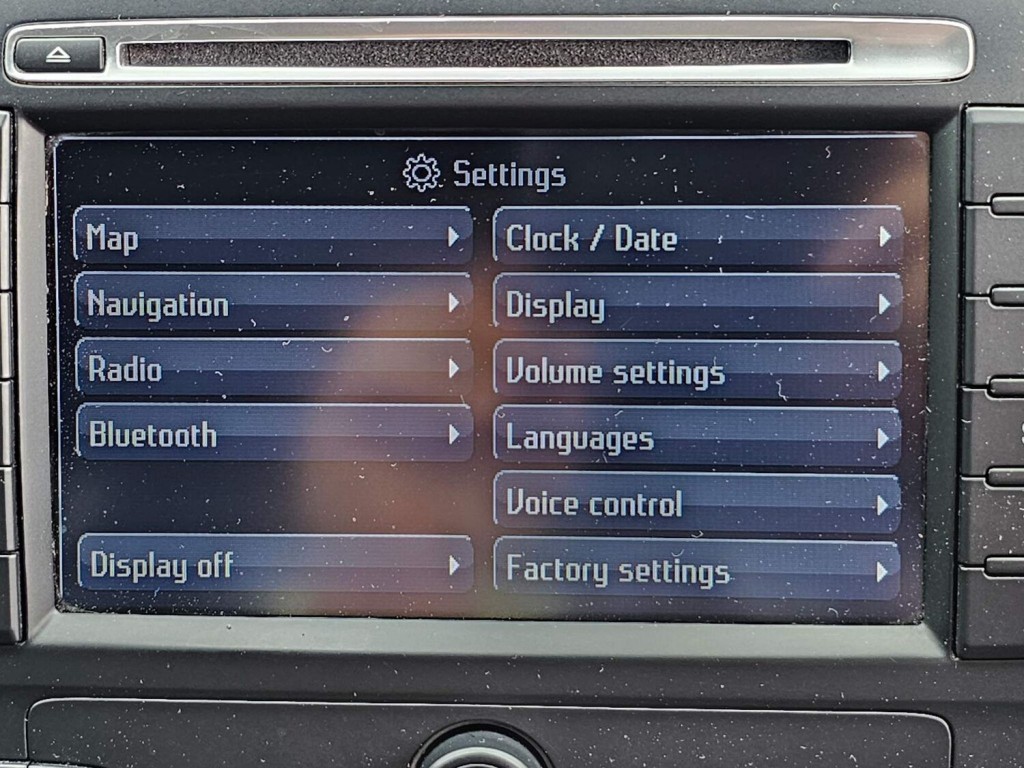 Settings
Map
Clock / Date
Navigation
Display
Radio
Volume settings
Bluetooth
Languages
Voice control
Display off
Factory settings